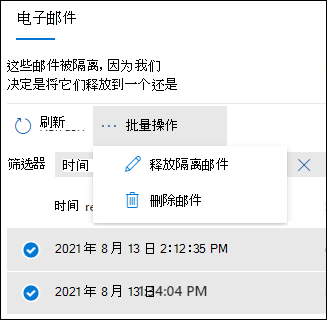 电子邮件
这些邮件被隔离，因为我们
决定是将它们释放到一个还是
刷新 ··· 批量操作
筛选器 时间
释放隔离邮件
删除邮件
时间 re
2021 年 8 月 13 日 2:12:35 PM
2021 年 8 月 13日 1:34:04 PM